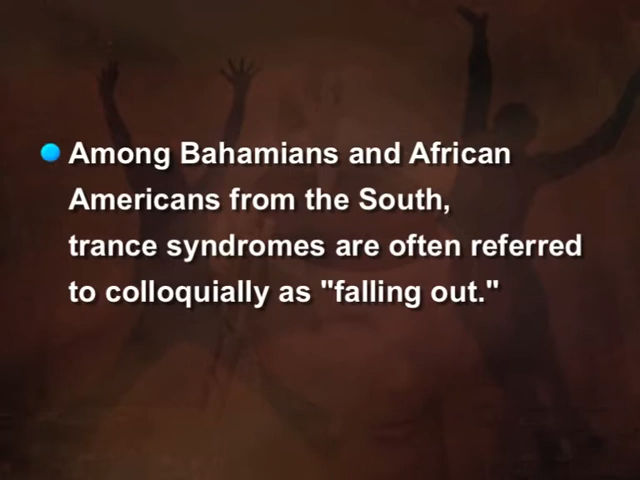 Among Bahamians and African
Americans from the South,
trance syndromes are often referred
to colloquially as "falling out."